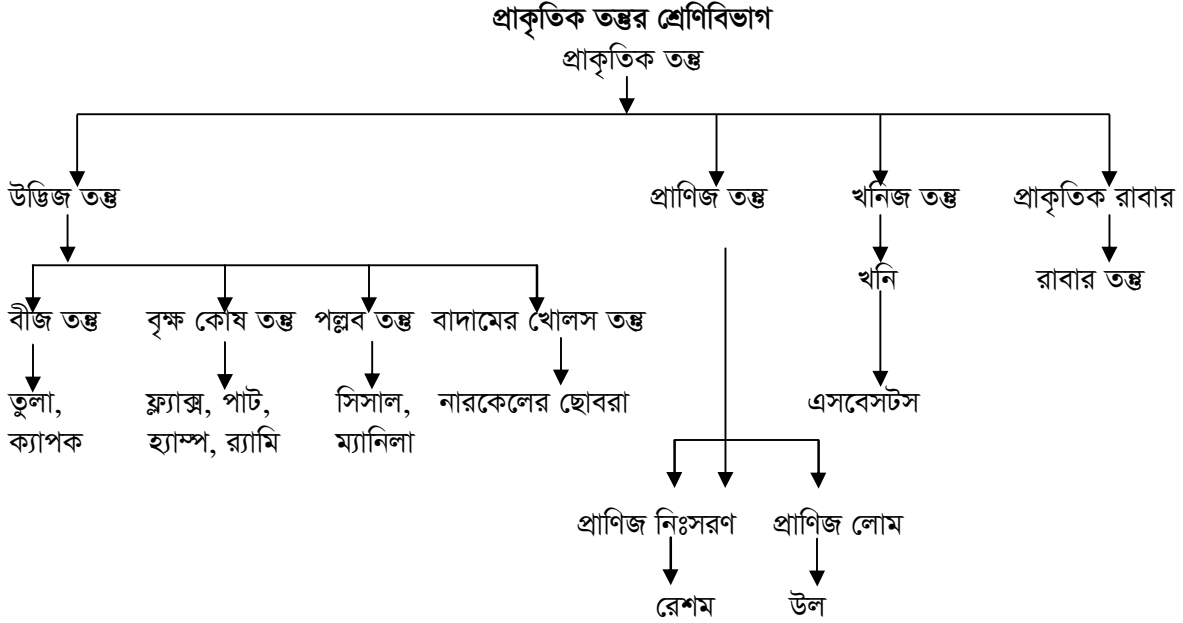 প্রাকৃতিক তন্তুর শ্রেণিবিভাগ
প্রাকৃতিক তন্তু
উদ্ভিজ তন্তু প্রাণিজ তন্তু খনিজ তন্তু প্রাকৃতিক রাবার
খনি রাবার তন্তু
বীজ তন্তু বৃক্ষ কোষ তন্তু পল্লব তন্তু বাদামের খোলস তন্তু
তুলা, ফ্ল্যাক্স, পাট, সিসাল, নারকেলের ছোবরা এসবেসটস
ক্যাপক হ্যাম্প, র‍্যামি ম্যানিলা
প্রাণিজ নিঃসরণ প্রাণিজ লোম
রেশম উল